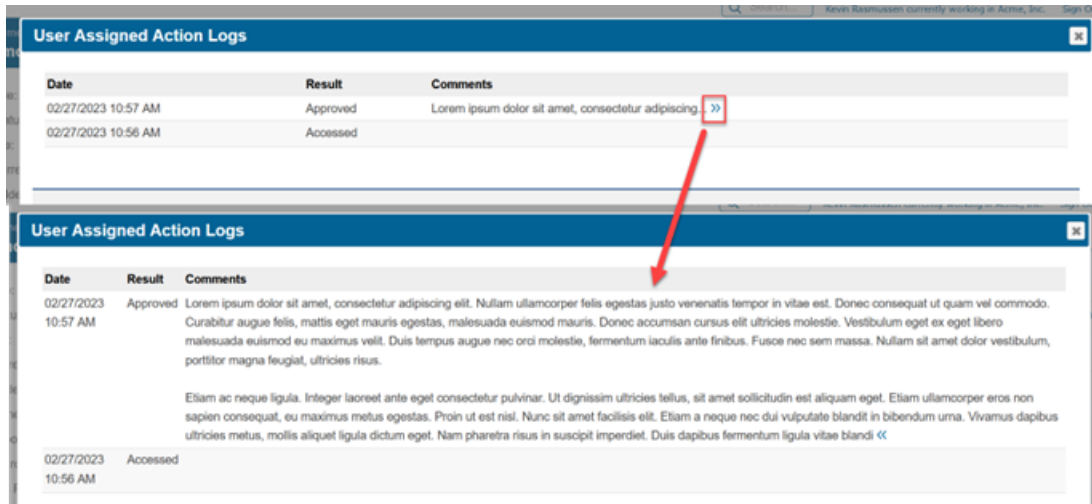 Kevin Rasmussen currently working in Acme, Inc.
User Assigned Action Logs
Date Result Comments
02/27/2023 10:57 AM Approved Lorem ipsum dolor sit amet, consectetur adipiscing... »
02/27/2023 10:56 AM Accessed
User Assigned Action Logs
Date Result Comments
02/27/2023 Approved Lorem ipsum dolor sit amet, consectetur adipiscing elit. Nullam ullamcorper felis egestas justo venenatis tempor in vitae est. Donec consequat ut quam vel commodo.
10:57 AM Curabitur augue felis, mattis eget mauris egestas, malesuada euismod mauris. Donec accumsan cursus elit ultricies molestie. Vestibulum eget ex eget libero
malesuada euismod eu maximus velit. Duis tempus augue nec orci molestie, fermentum iaculis ante finibus. Fusce nec sem massa. Nullam sit amet dolor vestibulum,
porttitor magna feugiat, ultricies risus.
Etiam ac neque ligula. Integer laoreet ante eget consectetur pulvinar. Ut dignissim ultricies tellus, sit amet sollicitudin est aliquam eget. Etiam ullamcorper eros non
sapien consequat, eu maximus metus egestas. Proin ut est nisl. Nunc sit amet facilisis elit. Etiam a neque nec dui vulputate blandit in bibendum urna. Vivamus dapibus
ultricies metus, mollis aliquet ligula dictum eget. Nam pharetra risus in suscipit imperdiet. Duis dapibus fermentum ligula vitae blandi «
02/27/2023 Accessed
10:56 AM